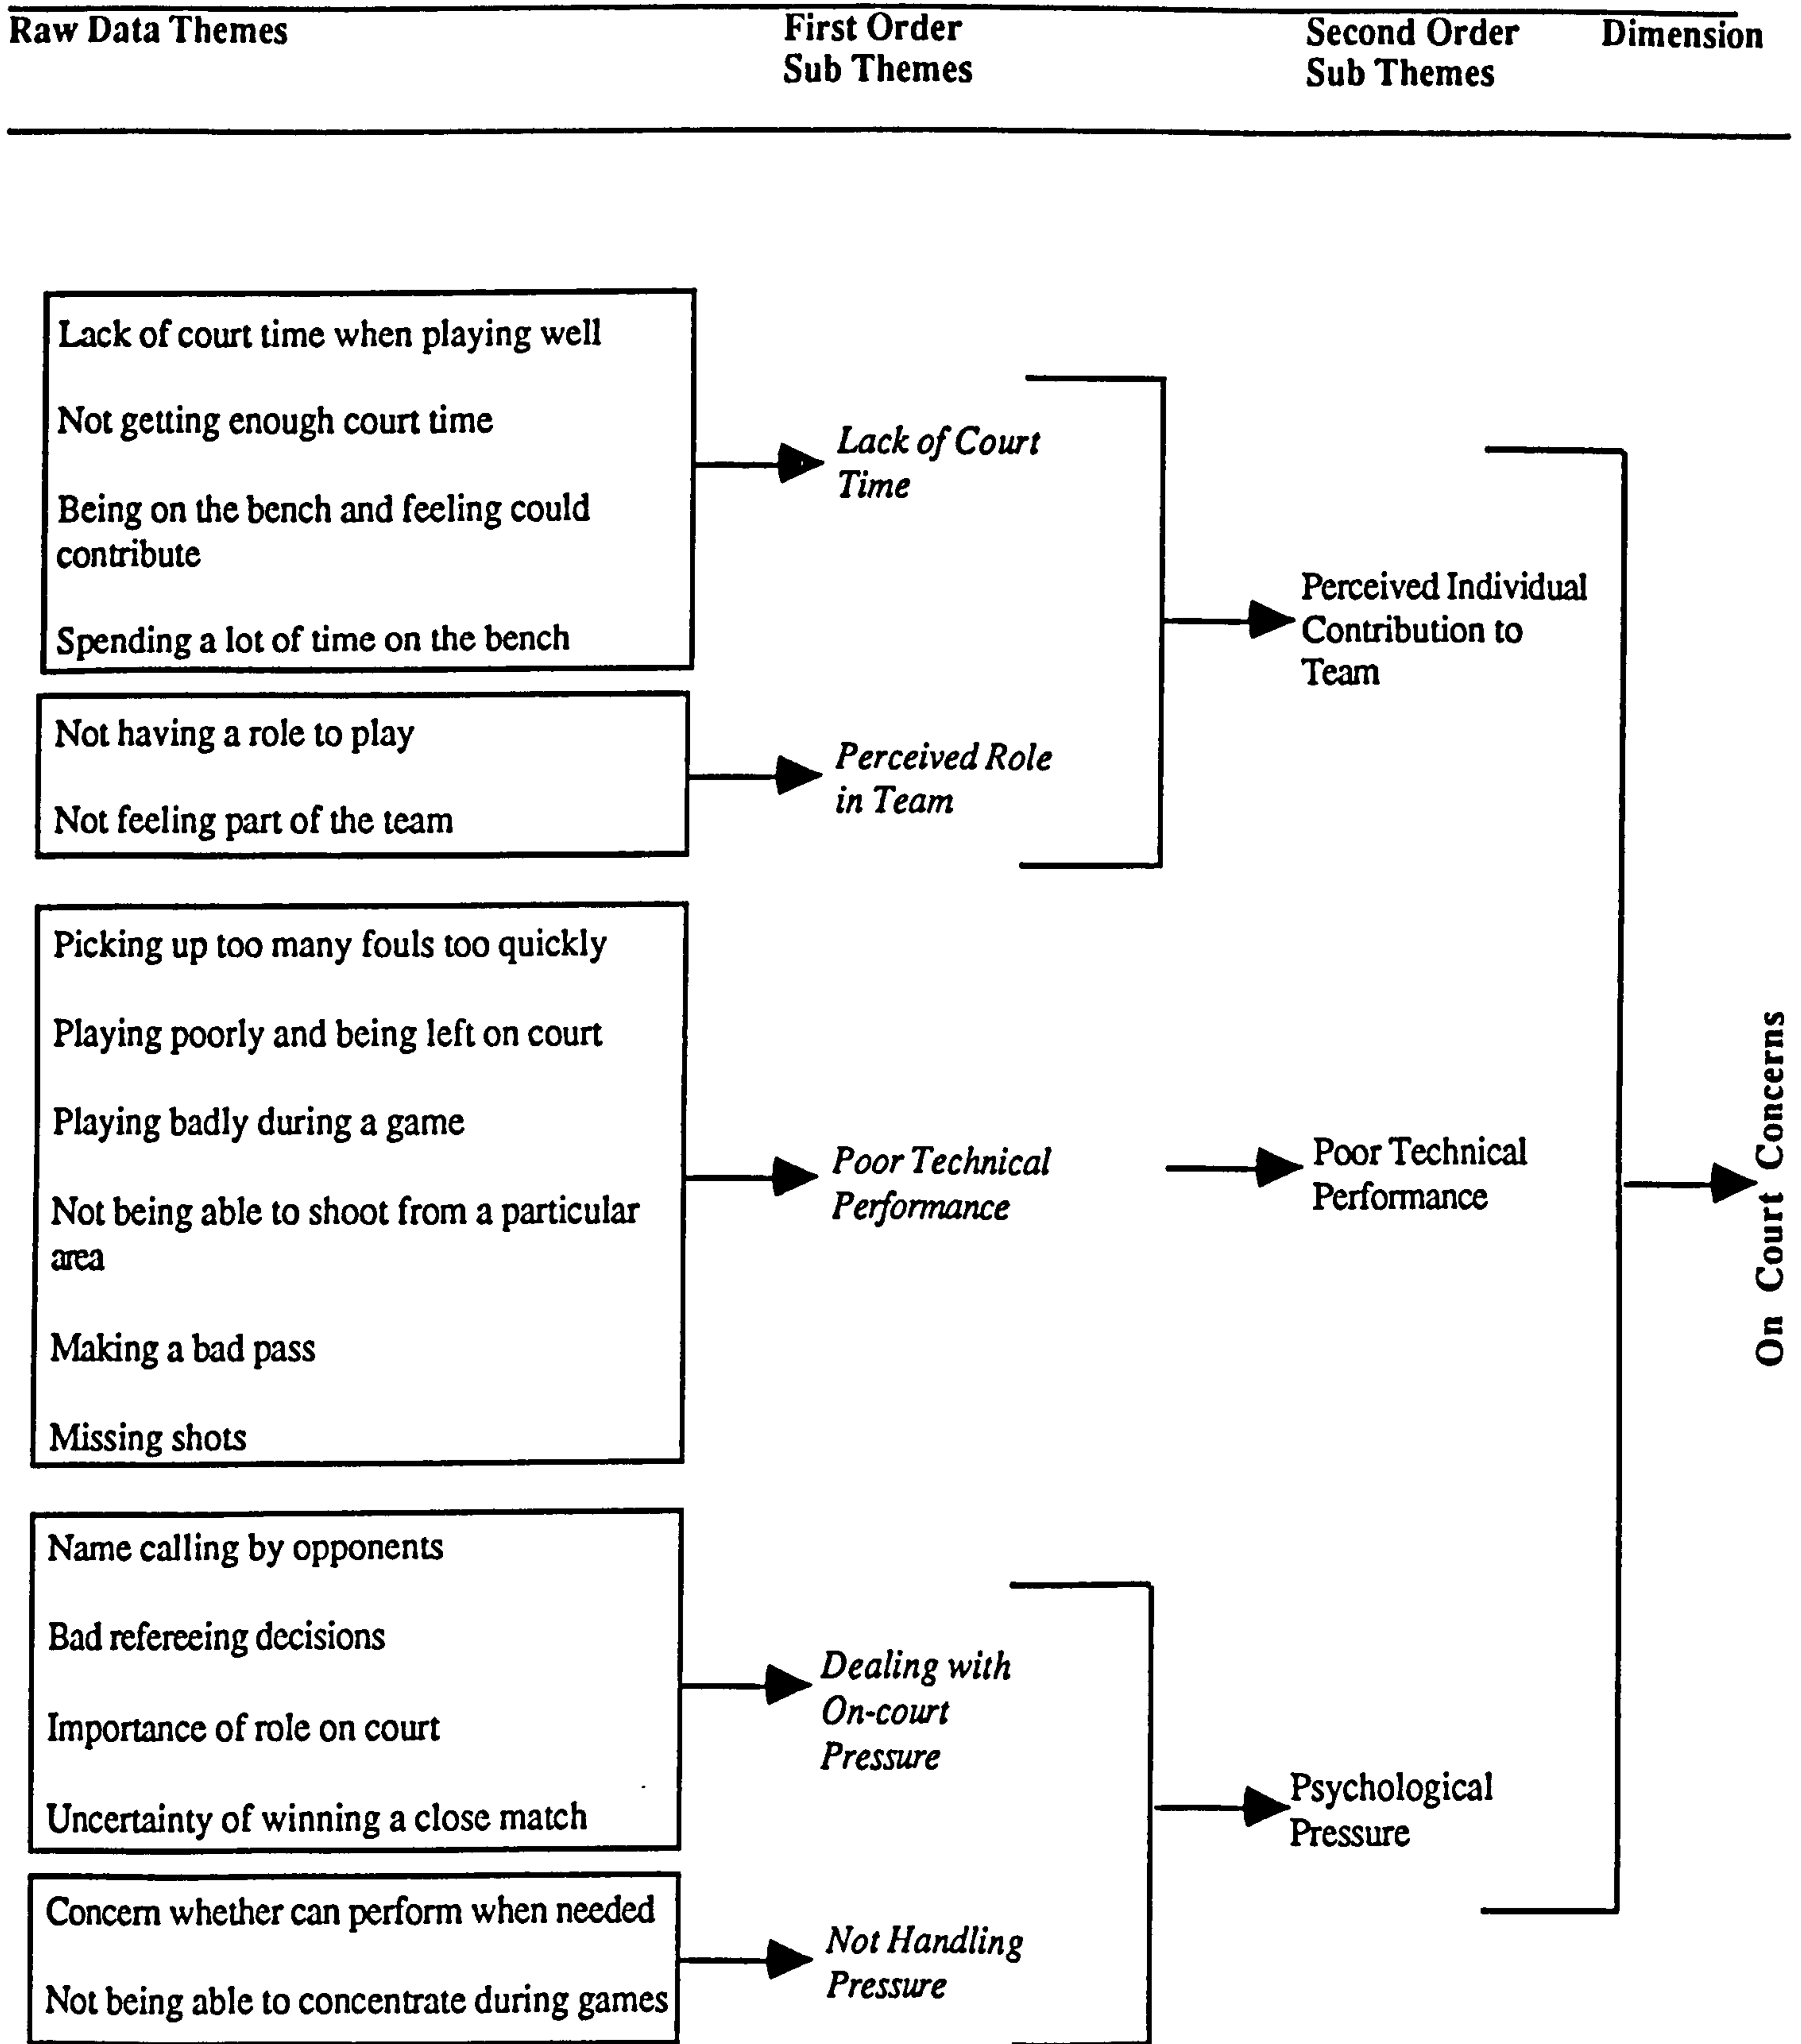 Raw Data Themes
First Order
Sub Themes
Second Order
Sub Themes
Dimension
Lack of court time when playing well
Not getting enough court time
Being on the bench and feeling could
contribute
Spending a lot of time on the bench
Lack of Court
Time
Not having a role to play
Not feeling part of the team
Perceived Role
in Team
Perceived Individual
Contribution to
Team
Picking up too many fouls too quickly
Playing poorly and being left on court
Playing badly during a game
Not being able to shoot from a particular
area
Making a bad pass
Missing shots
Poor Technical
Performance
Poor Technical
Performance
Name calling by opponents
Bad refereeing decisions
Importance of role on court
Uncertainty of winning a close match
Dealing with
On-court
Pressure
Concern whether can perform when needed
Not being able to concentrate during games
Not Handling
Pressure
Psychological
Pressure
On Court Concerns